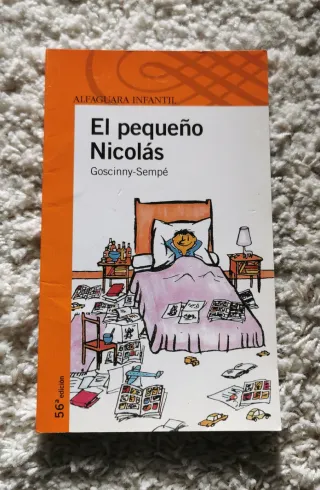 ALFAGUARA INFANTIL
El pequeño
Nicolás
Goscinny-Sempé
56ª edición